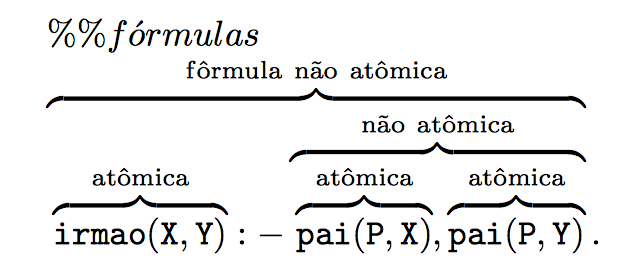 %%fórmulas
fôrmula não atômica
não atômica
atômica atômica atômica
irmao(X,Y) :− pai(P,X),pai(P,Y).